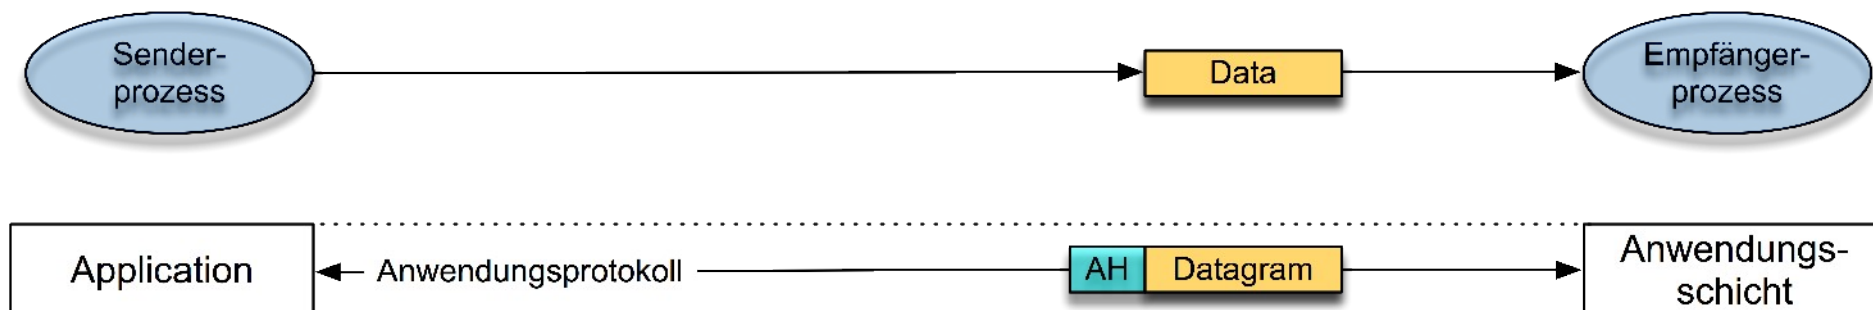 Sender-
prozess
Data
Empfänger-
prozess
Application
Anwendungsprotokoll
AH
Datagram
Anwendungs-
schicht